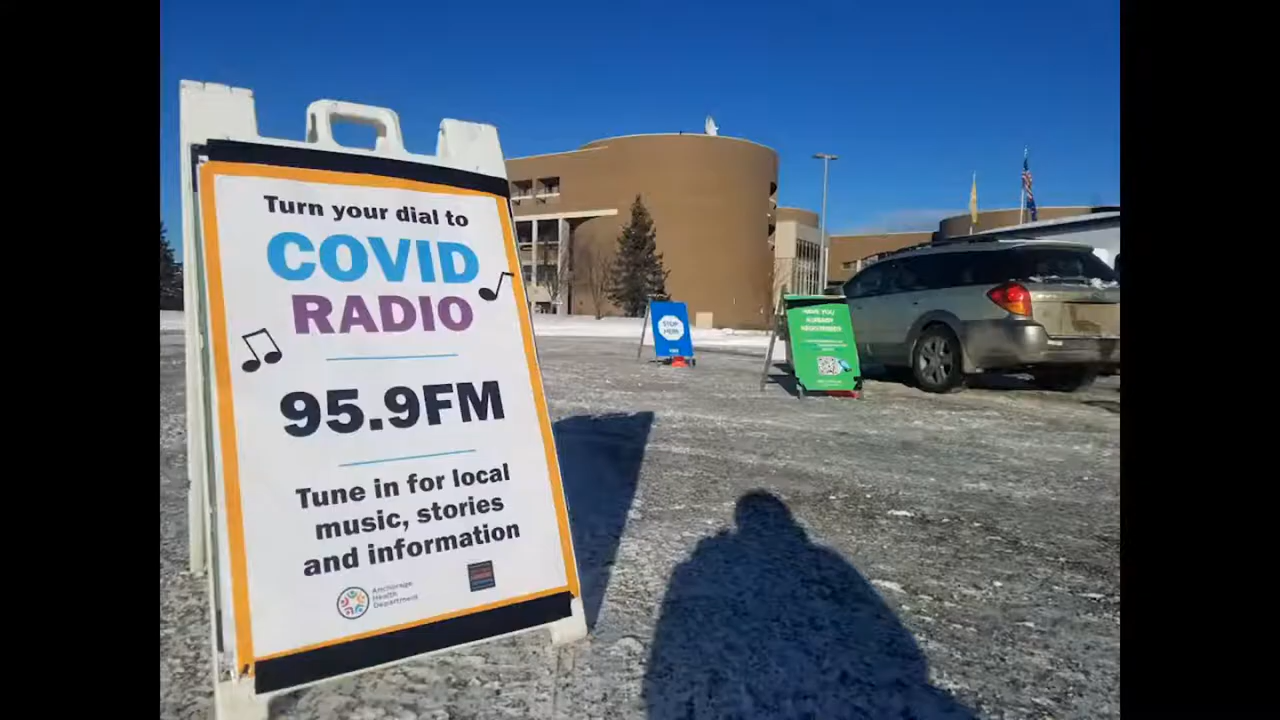 Turn your dial to
COVID
RADIO
95.9FM
Tune in for local
music, stories
and information
Anchorage
Health
Department
STOP
HERE
HAVE YOU
ALREADY
REGISTERED?